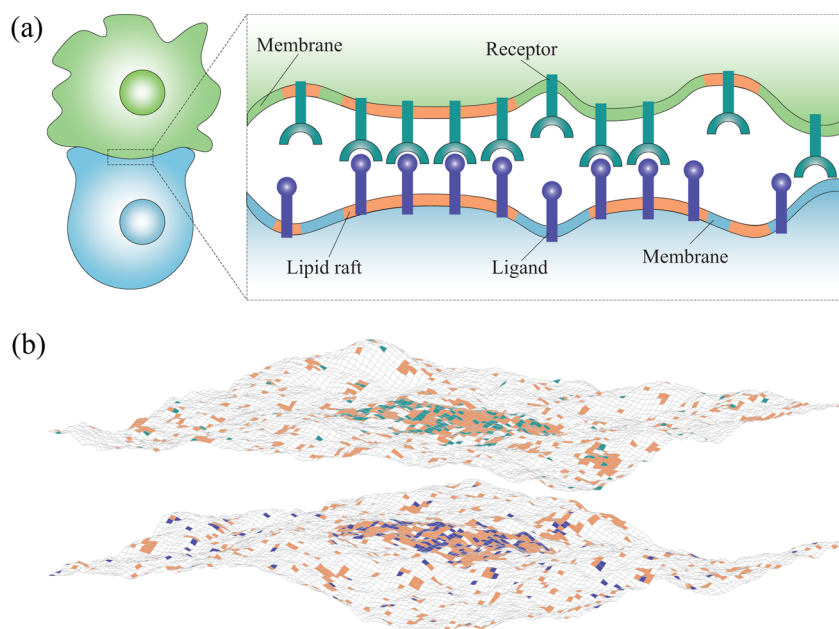 (a)
Membrane
Receptor
Lipid raft
Ligand
Membrane
(b)